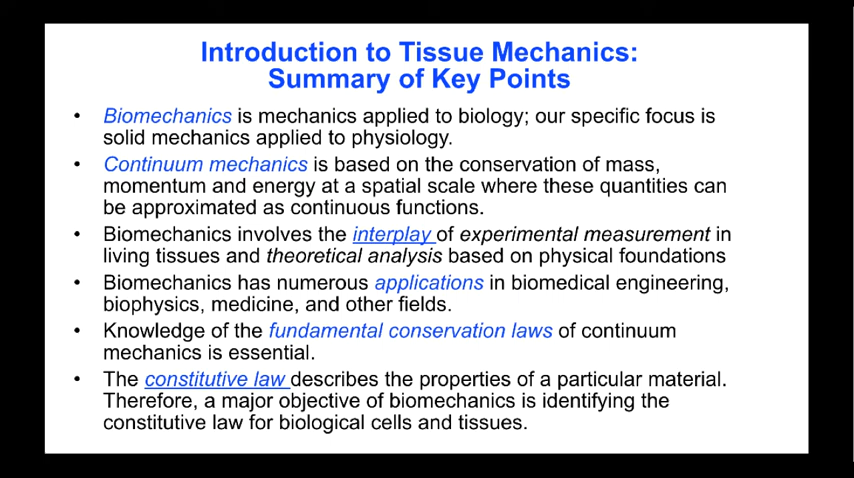 Introduction to Tissue Mechanics:
Summary of Key Points
• Biomechanics is mechanics applied to biology; our specific focus is
solid mechanics applied to physiology.
• Continuum mechanics is based on the conservation of mass,
momentum and energy at a spatial scale where these quantities can
be approximated as continuous functions.
• Biomechanics involves the interplay of experimental measurement in
living tissues and theoretical analysis based on physical foundations
• Biomechanics has numerous applications in biomedical engineering,
biophysics, medicine, and other fields.
• Knowledge of the fundamental conservation laws of continuum
mechanics is essential.
• The constitutive law describes the properties of a particular material.
Therefore, a major objective of biomechanics is identifying the
constitutive law for biological cells and tissues.